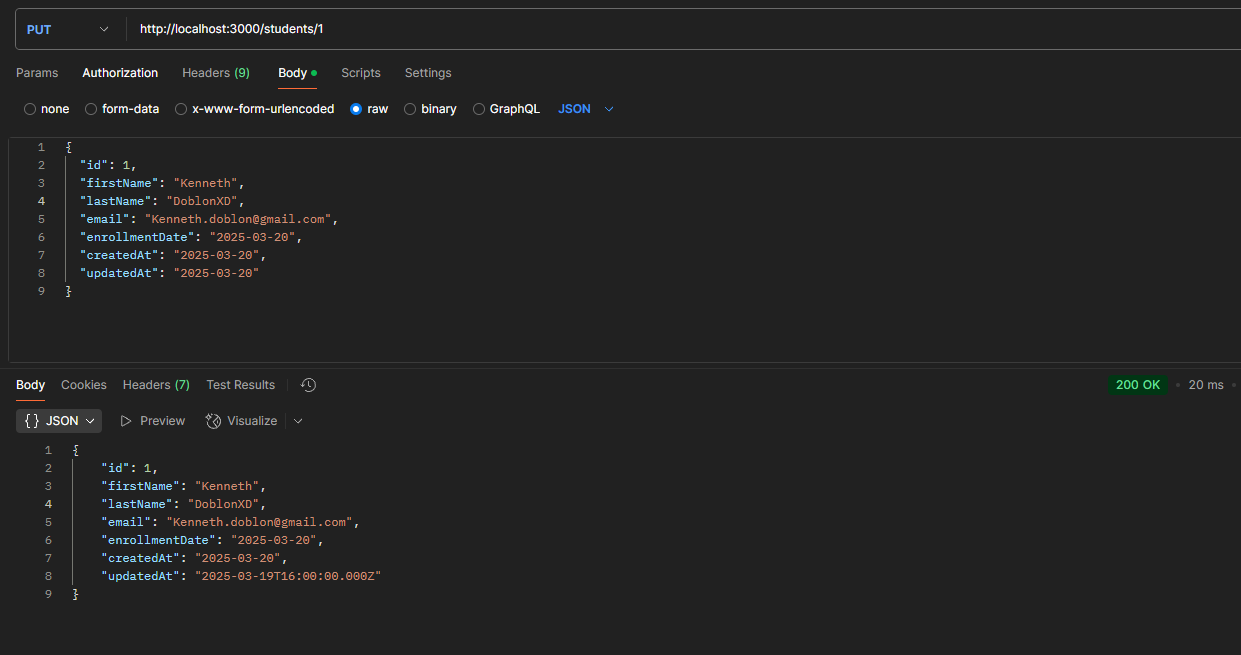 PUT http://localhost:3000/students/1
Params Authorization Headers (9) Body Scripts Settings
none form-data x-www-form-urlencoded raw binary GraphQL JSON
1 {
2 "id": 1,
3 "firstName": "Kenneth",
4 "lastName": "DoblonXD",
5 "email": "Kenneth.doblon@gmail.com",
6 "enrollmentDate": "2025-03-20",
7 "createdAt": "2025-03-20",
8 "updatedAt": "2025-03-20"
9 }
Body Cookies Headers (7) Test Results 200 OK • 20 ms •
{} JSON Preview Visualize
1 {
2 "id": 1,
3 "firstName": "Kenneth",
4 "lastName": "DoblonXD",
5 "email": "Kenneth.doblon@gmail.com",
6 "enrollmentDate": "2025-03-20",
7 "createdAt": "2025-03-20",
8 "updatedAt": "2025-03-19T16:00:00.000Z"
9 }